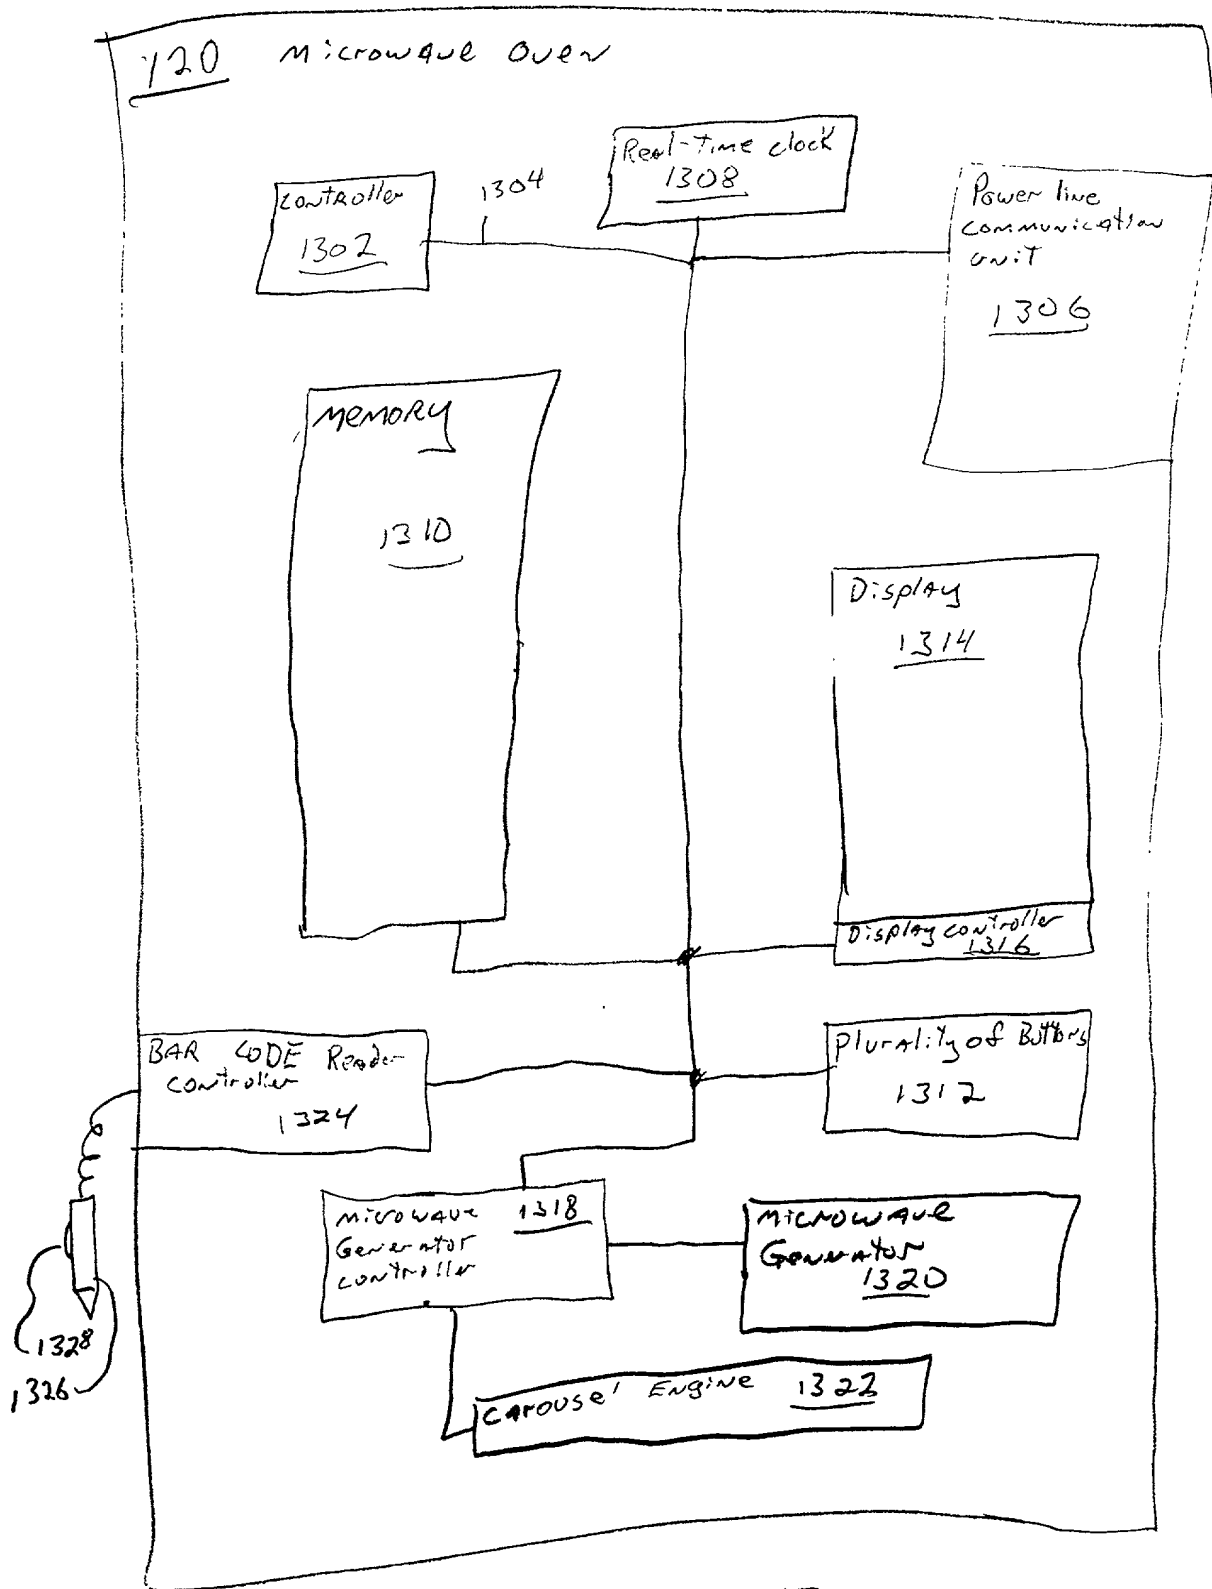 120 Microwave Oven
Real-Time clock
1308
1304
controller
1302
Power line
communication
unit
1306
Memory
1310
Display
1314
Display controller
1316
BAR CODE Reader
controller
1324
Plurality of Buttons
1312
Microwave 1318
Generator
controller
Microwave
Generator
1320
1328
1326
Carousel Engine 1322